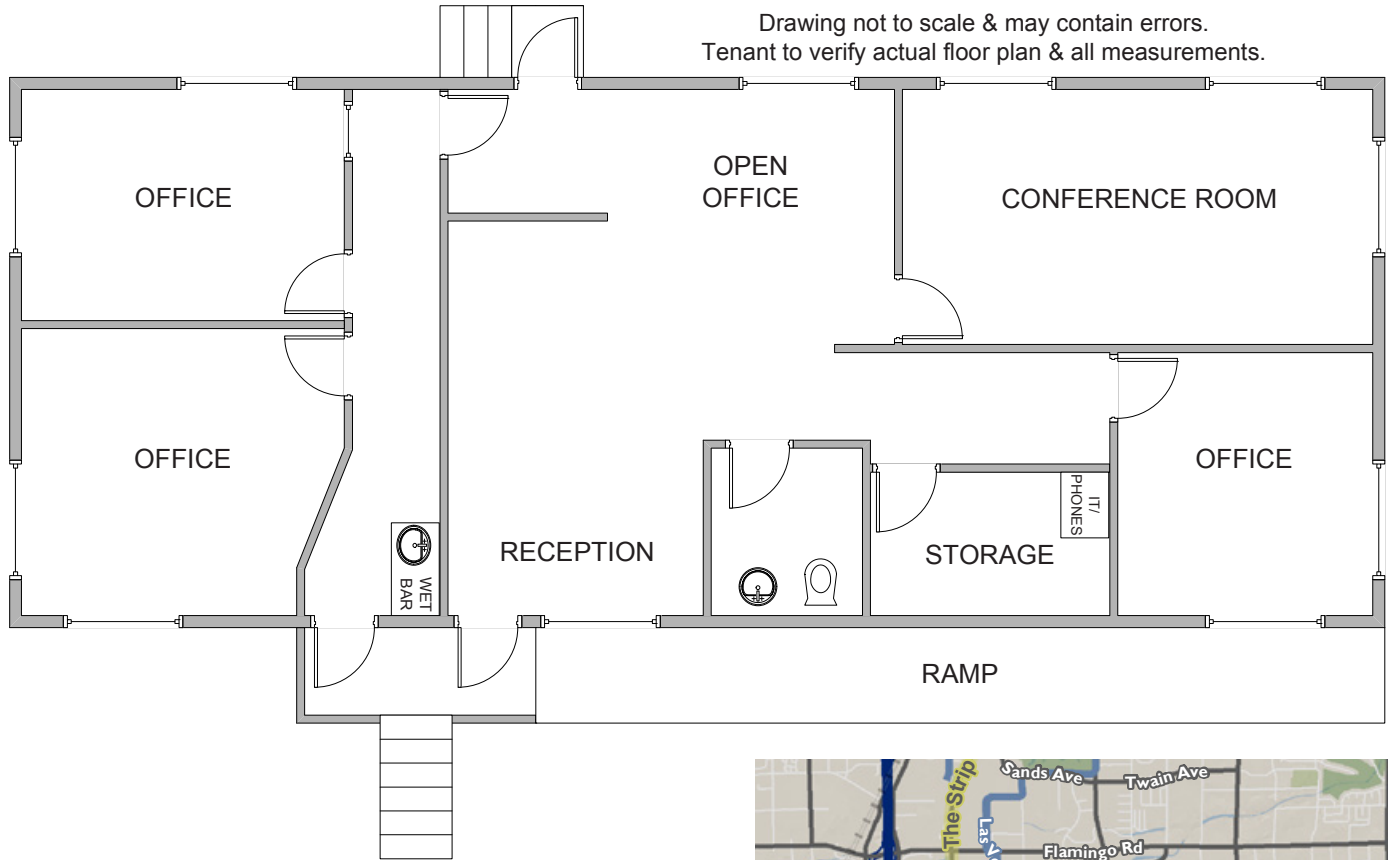 Drawing not to scale & may contain errors.
Tenant to verify actual floor plan & all measurements.
OFFICE
OPEN
OFFICE
CONFERENCE ROOM
OFFICE
OFFICE
IT/
PHONES
WET
BAR
RECEPTION
STORAGE
RAMP
Sands Ave
Twain Ave
The Strip
Las
Flamingo Rd